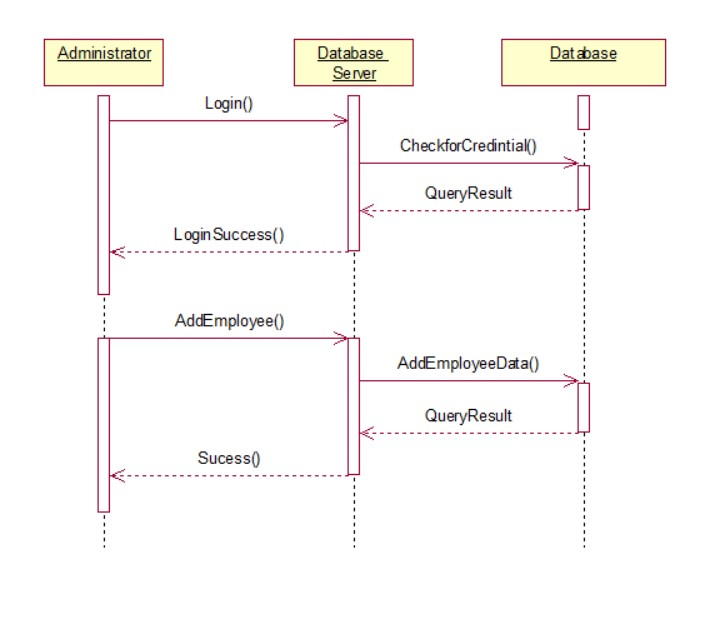 Administrator
Database
Server
Database
Login()
CheckforCredintial()
QueryResult
LoginSuccess()
AddEmployee()
AddEmployeeData()
QueryResult
Sucess()